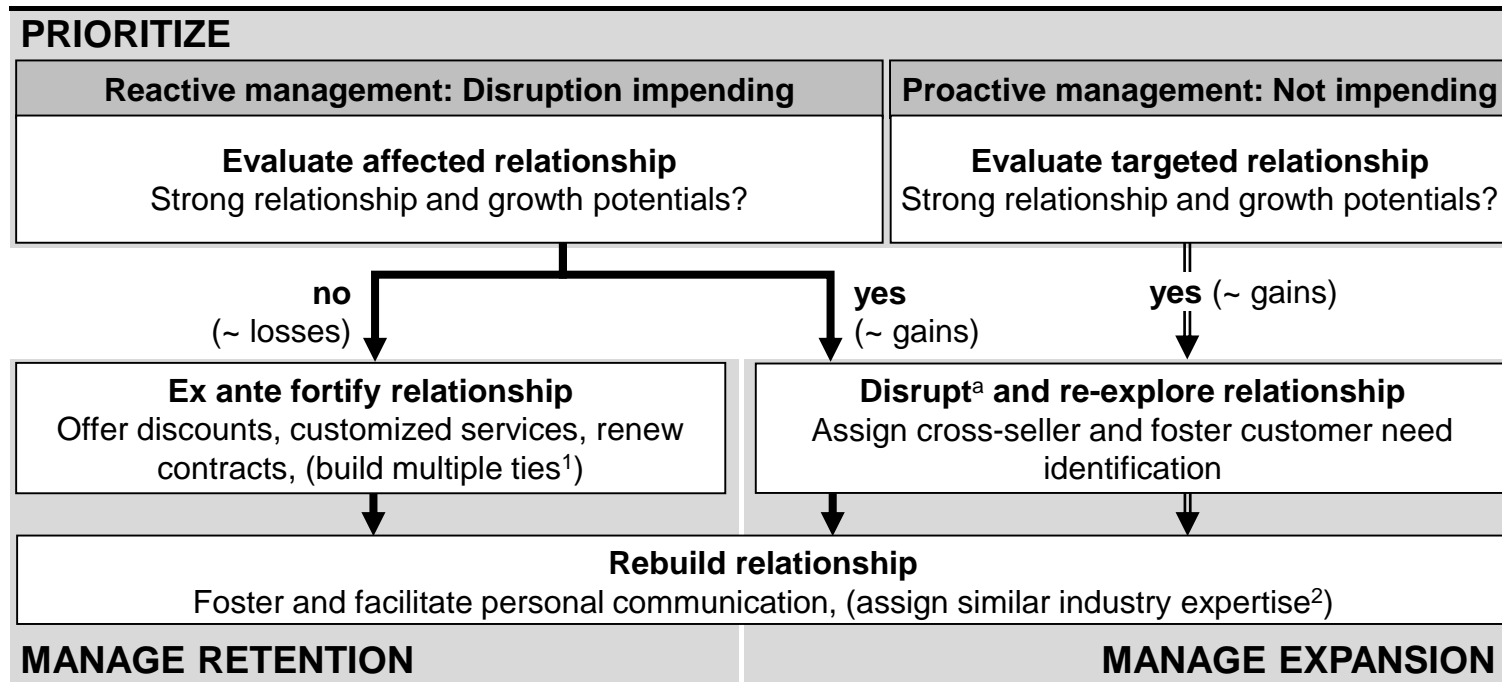 PRIORITIZE
Reactive management: Disruption impending
Proactive management: Not impending
Evaluate affected relationship
Strong relationship and growth potentials?
Evaluate targeted relationship
Strong relationship and growth potentials?
no
(~ losses)
yes
(~ gains)
yes (~ gains)
Ex ante fortify relationship
Offer discounts, customized services, renew
contracts, (build multiple ties¹)
Disruptᵃ and re-explore relationship
Assign cross-seller and foster customer need
identification
Rebuild relationship
Foster and facilitate personal communication, (assign similar industry expertise²)
MANAGE RETENTION
MANAGE EXPANSION